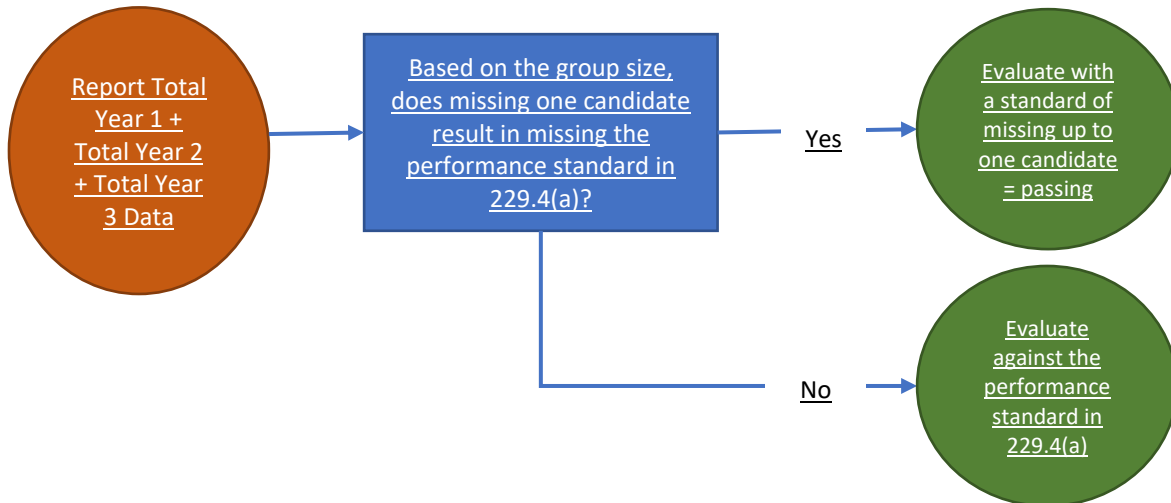 Report Total
Year 1 +
Total Year 2
+ Total Year
3 Data
Based on the group size,
does missing one candidate
result in missing the
performance standard in
229.4(a)?
Yes
Evaluate with
a standard of
missing up to
one candidate
= passing
No
Evaluate
against the
performance
standard in
229.4(a)